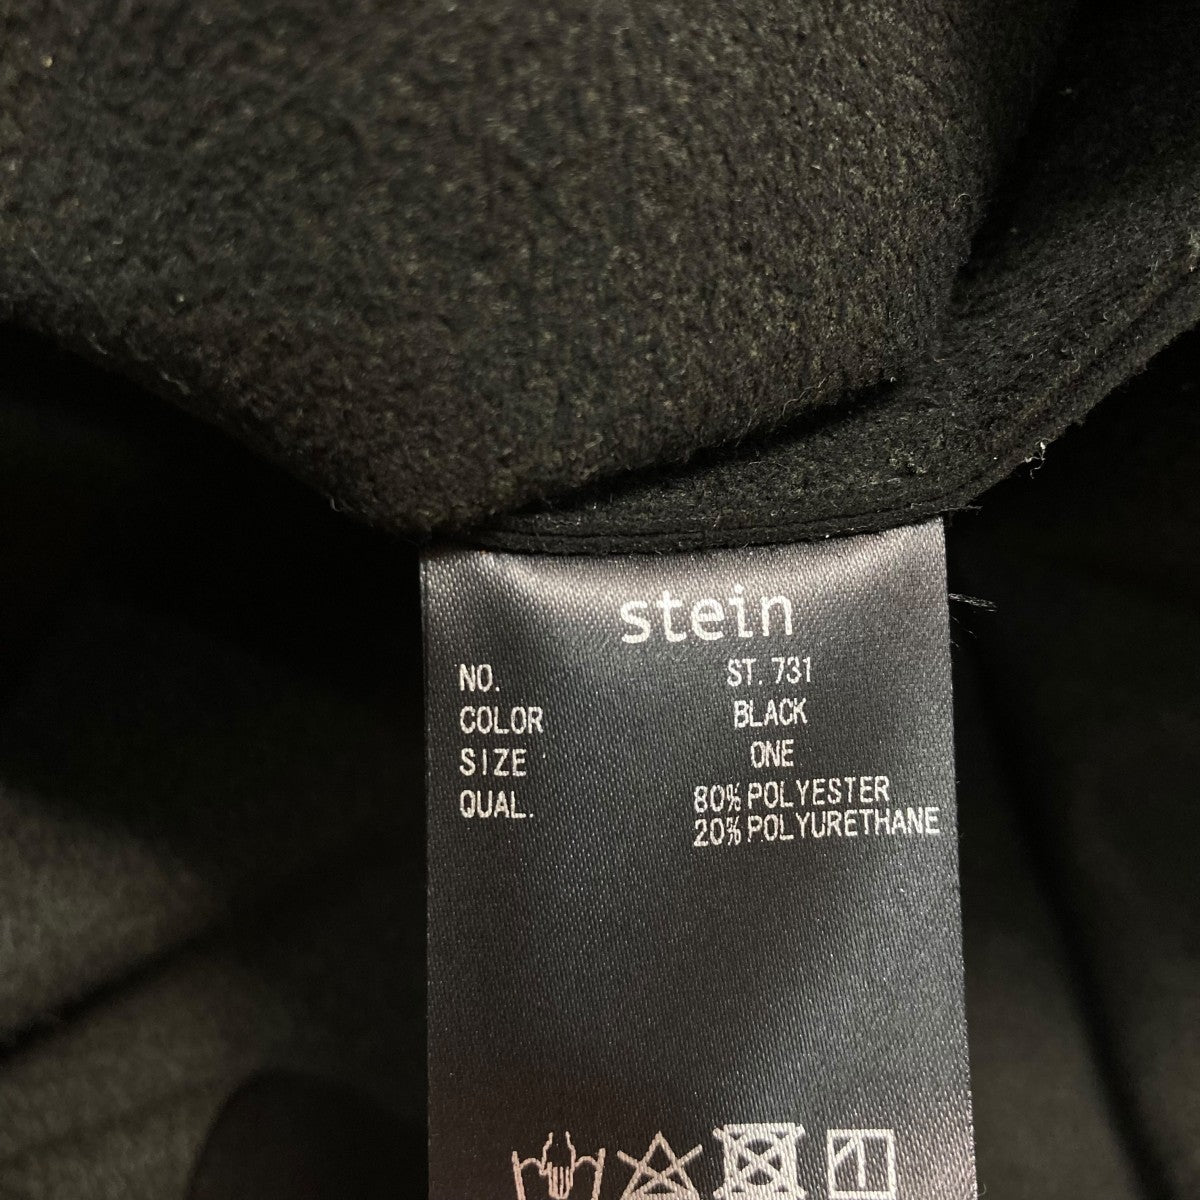 stein
NO. ST.731
COLOR BLACK
SIZE ONE
QUAL. 80% POLYESTER
20% POLYURETHANE